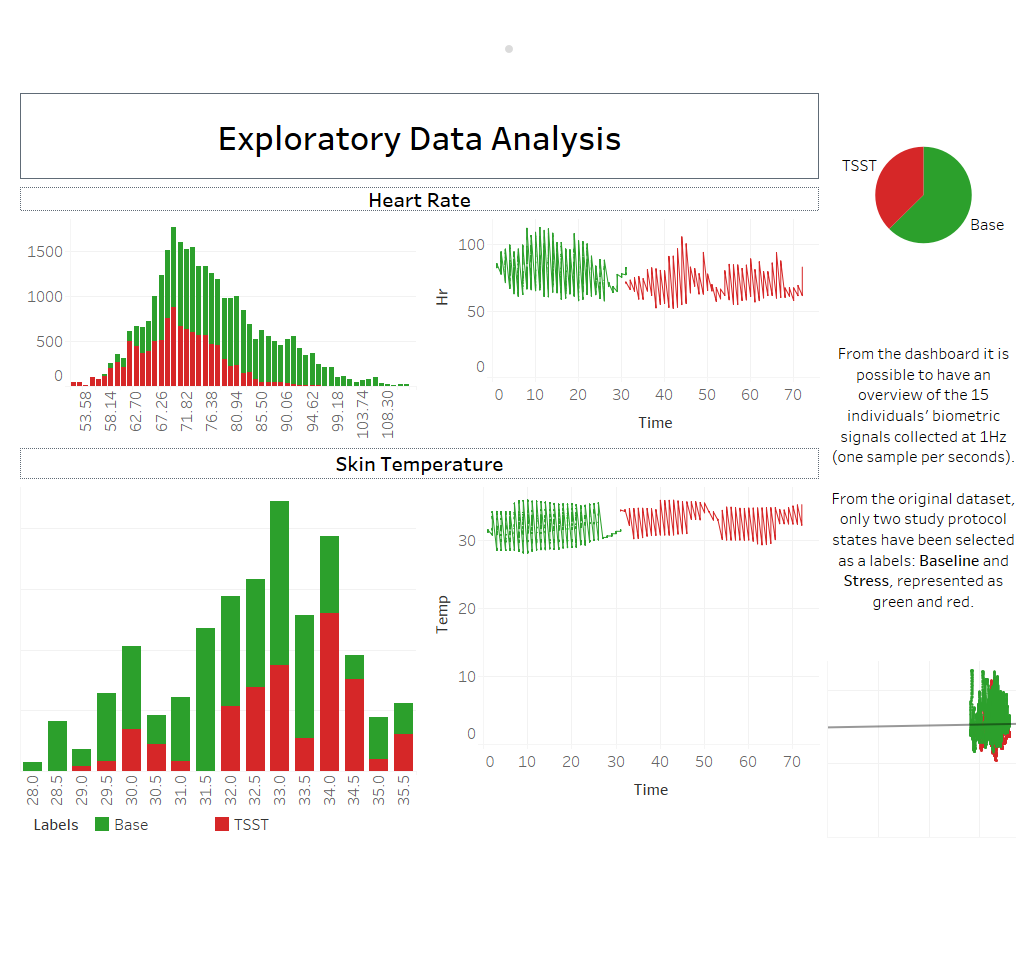 Exploratory Data Analysis
Heart Rate
1500
1000
500
0
53.58
58.14
62.70
67.26
71.82
76.38
80.94
85.50
90.06
94.62
99.18
103.74
108.30
Hr
100
50
0
0 10 20 30 40 50 60 70
Time
Skin Temperature
28.0
28.5
29.0
29.5
30.0
30.5
31.0
31.5
32.0
32.5
33.0
33.5
34.0
34.5
35.0
35.5
Labels Base TSST
Temp
30
20
10
0
0 10 20 30 40 50 60 70
Time
TSST
Base
From the dashboard it is
possible to have an
overview of the 15
individuals’ biometric
signals collected at 1Hz
(one sample per seconds).
From the original dataset,
only two study protocol
states have been selected
as a labels: Baseline and
Stress, represented as
green and red.